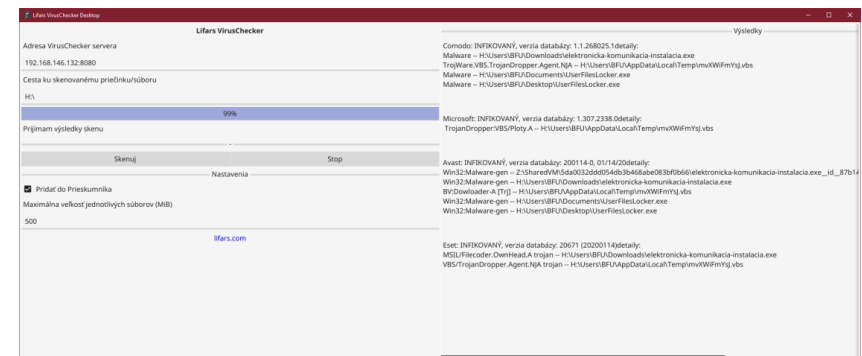 Lifars VirusChecker Desktop
Lifars VirusChecker
Adresa VirusChecker servera
192.168.146.132:8080
Cesta ku skenovanému priečinku/súboru
H:\
99%
Prijímam výsledky skenu
Skenuj
Stop
Nastavenia
Pridať do Prieskumníka
Maximálna veľkosť jednotlivých súborov (MiB)
500
lifars.com
Výsledky
Comodo: INFIKOVANÝ, verzia databázy: 1.1.268025.1detaily:
Malware -- H:\Users\BFU\Downloads\elektronicka-komunikacia-instalacia.exe
TrojWare.VBS.TrojanDropper.Agent.NJA -- H:\Users\BFU\AppData\Local\Temp\mvXWiFmYsJ.vbs
Malware -- H:\Users\BFU\Documents\UserFilesLocker.exe
Malware -- H:\Users\BFU\Desktop\UserFilesLocker.exe
Microsoft: INFIKOVANÝ, verzia databázy: 1.307.2338.0detaily:
TrojanDropper:VBS/Ploty.A -- H:\Users\BFU\AppData\Local\Temp\mvXWiFmYsJ.vbs
Avast: INFIKOVANÝ, verzia databázy: 200114-0, 01/14/20detaily:
Win32:Malware-gen -- Z:\SharedVM\5da0032ddd054db3b468abe083bf0b66\elektronicka-komunikacia-instalacia.exe__id__87b14
Win32:Malware-gen -- H:\Users\BFU\Downloads\elektronicka-komunikacia-instalacia.exe
BV:Dowloader-A [Trj] -- H:\Users\BFU\AppData\Local\Temp\mvXWiFmYsJ.vbs
Win32:Malware-gen -- H:\Users\BFU\Documents\UserFilesLocker.exe
Win32:Malware-gen -- H:\Users\BFU\Desktop\UserFilesLocker.exe
Eset: INFIKOVANÝ, verzia databázy: 20671 (20200114)detaily:
MSIL/Filecoder.OwnHead.A trojan -- H:\Users\BFU\Downloads\elektronicka-komunikacia-instalacia.exe
VBS/TrojanDropper.Agent.NJA trojan -- H:\Users\BFU\AppData\Local\Temp\mvXWiFmYsJ.vbs